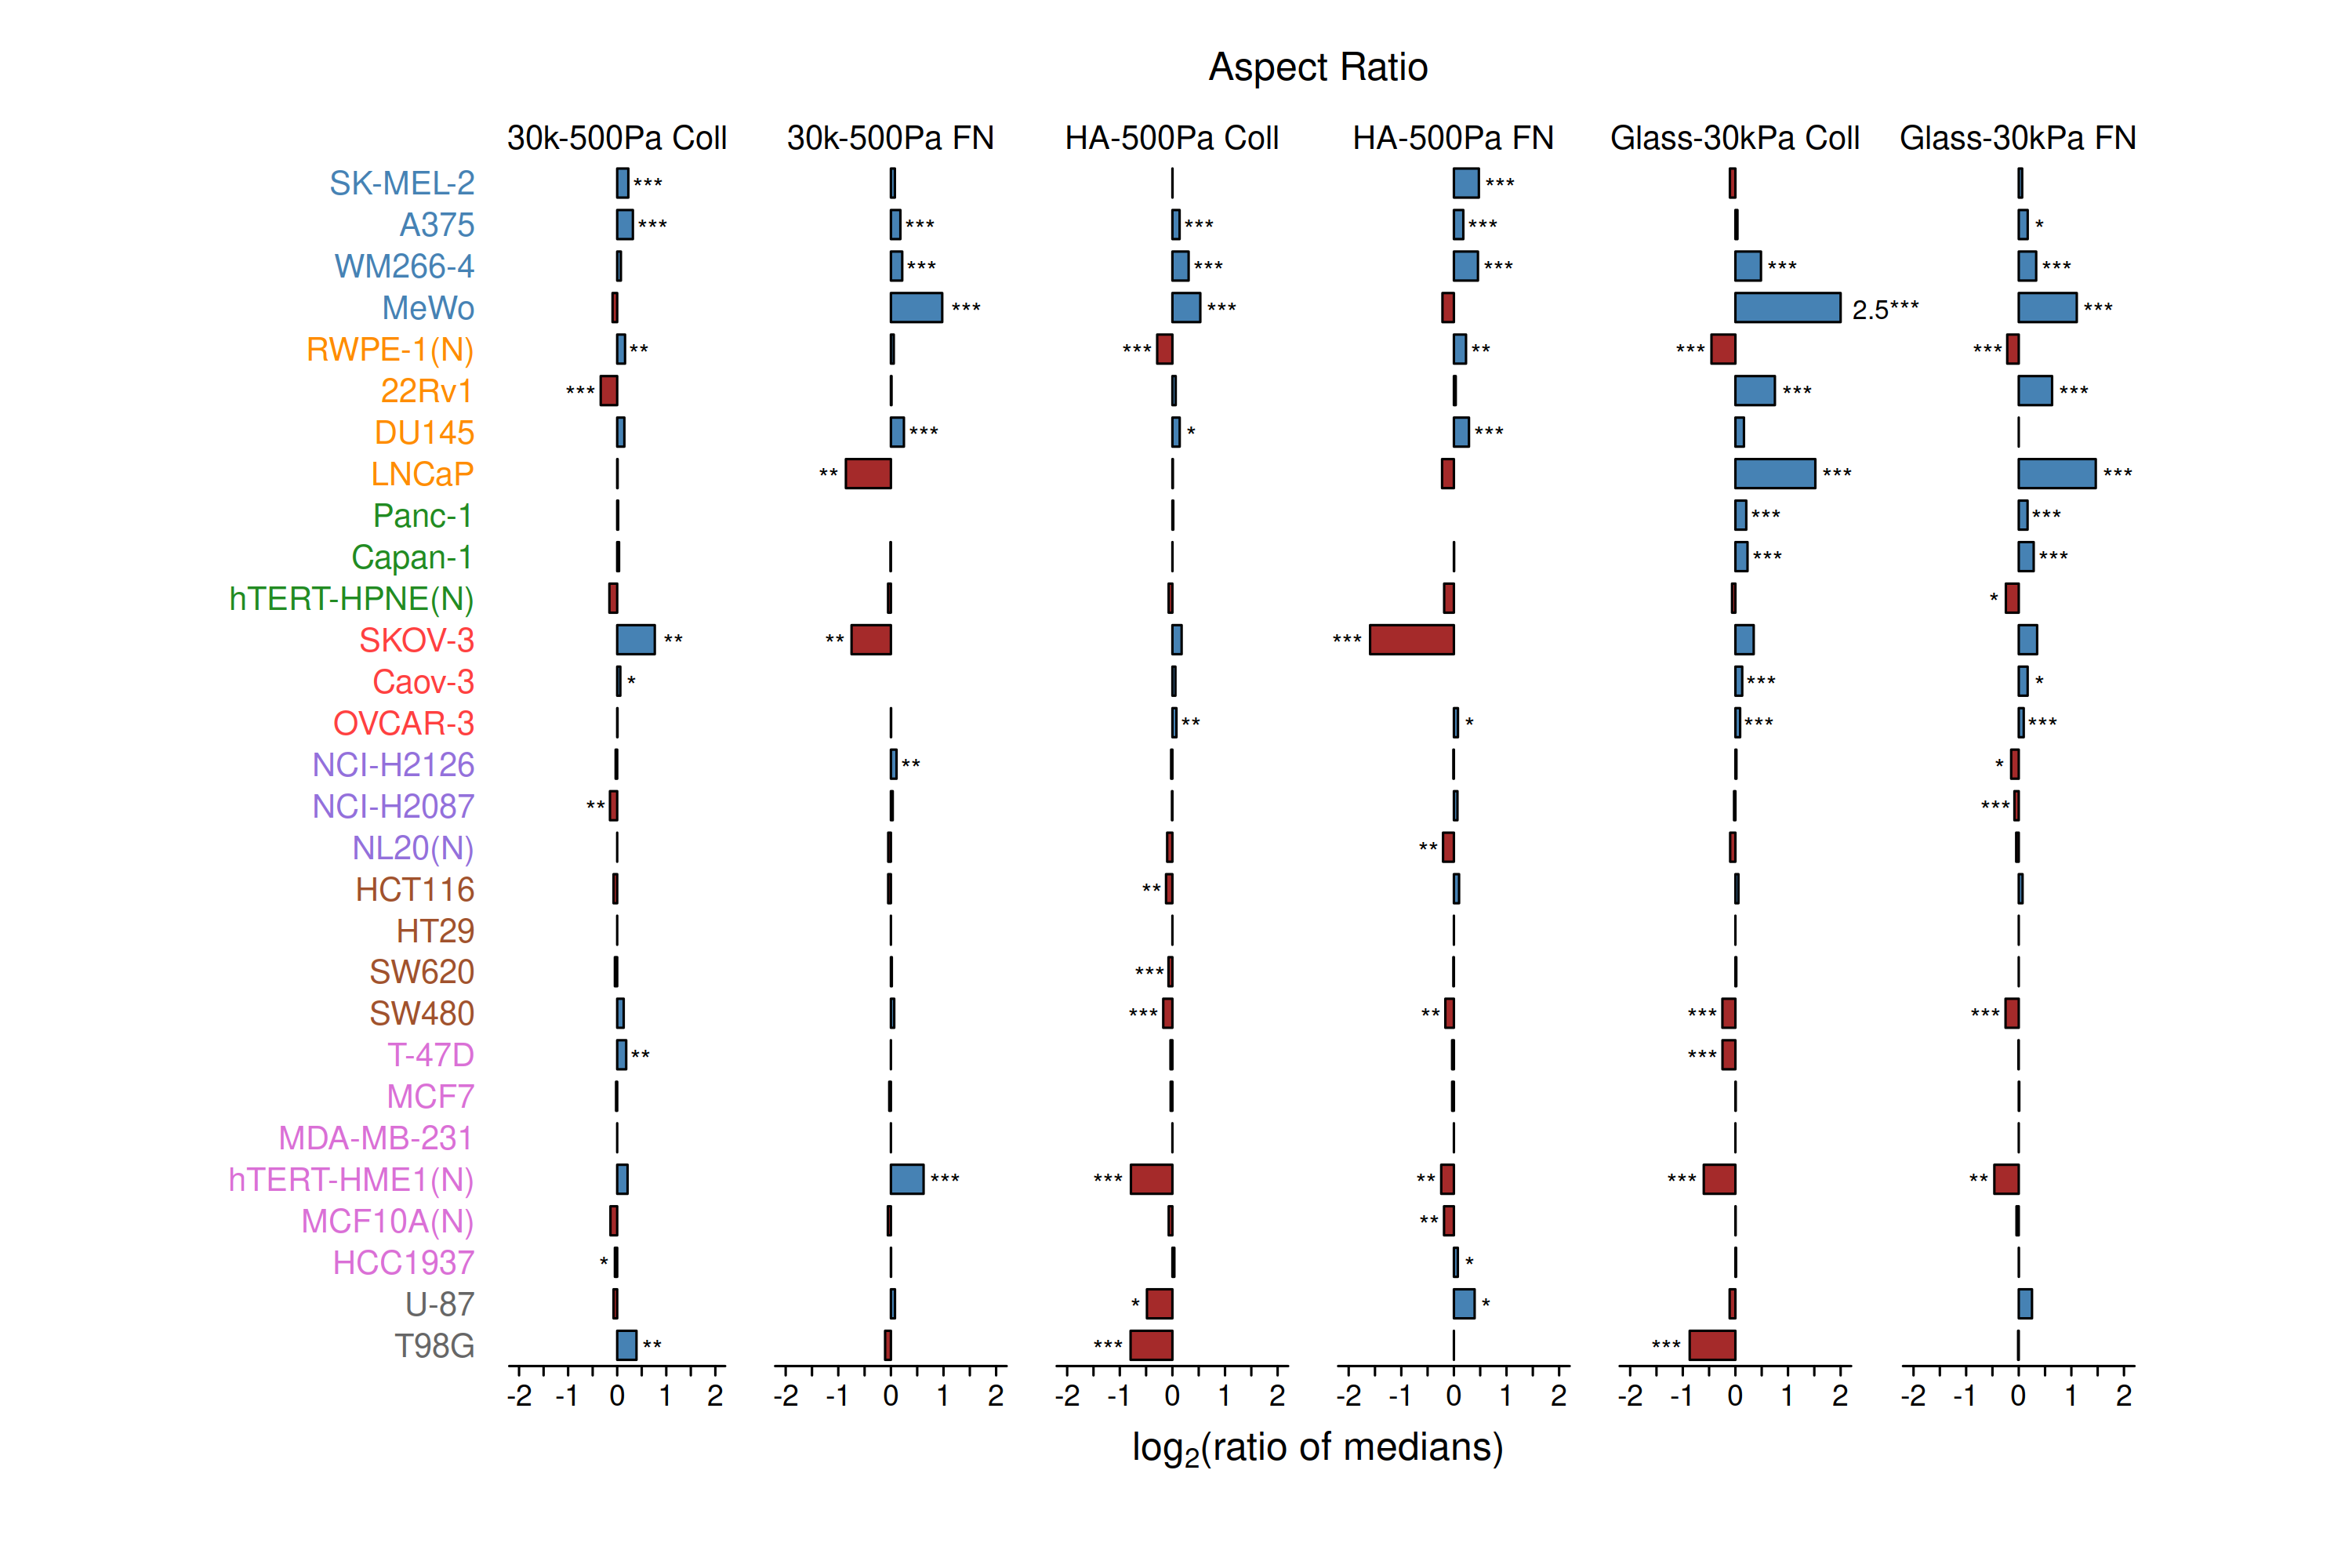 Aspect Ratio
30k-500Pa Coll 30k-500Pa FN HA-500Pa Coll HA-500Pa FN Glass-30kPa Coll Glass-30kPa FN
SK-MEL-2 *** ***
A375 *** *** *** *** *
WM266-4 *** *** *** *** ***
MeWo *** *** 2.5*** ***
RWPE-1(N) ** *** ** *** ***
22Rv1 *** *** ***
DU145 *** * ***
LNCaP ** *** ***
Panc-1 *** ***
Capan-1 *** ***
hTERT-HPNE(N) *
SKOV-3 ** ** ***
Caov-3 * *** *
OVCAR-3 ** * *** ***
NCI-H2126 ** *
NCI-H2087 ** ***
NL20(N) **
HCT116 **
HT29
SW620 ***
SW480 *** ** *** ***
T-47D ** ***
MCF7
MDA-MB-231
hTERT-HME1(N) *** *** ** *** **
MCF10A(N) **
HCC1937 * *
U-87 * *
T98G ** *** ***
-2 -1 0 1 2 -2 -1 0 1 2 -2 -1 0 1 2 -2 -1 0 1 2 -2 -1 0 1 2 -2 -1 0 1 2
log₂(ratio of medians)